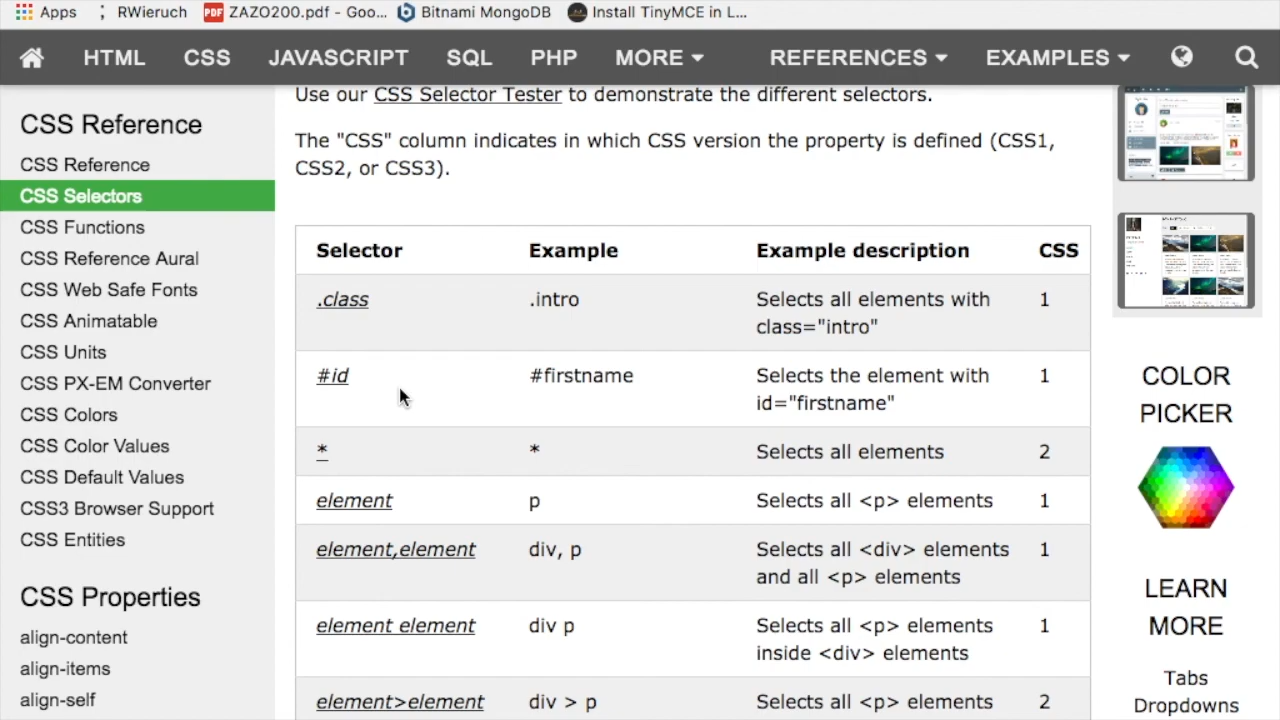 Apps
RWieruch
PDF
ZAZO200.pdf - Goo...
Bitnami MongoDB
Install TinyMCE in L...
HTML
CSS
JAVASCRIPT
SQL
PHP
MORE
REFERENCES
EXAMPLES
CSS Reference
CSS Reference
CSS Selectors
CSS Functions
CSS Reference Aural
CSS Web Safe Fonts
CSS Animatable
CSS Units
CSS PX-EM Converter
CSS Colors
CSS Color Values
CSS Default Values
CSS3 Browser Support
CSS Entities
CSS Properties
align-content
align-items
align-self
Use our CSS Selector Tester to demonstrate the different selectors.
The "CSS" column indicates in which CSS version the property is defined (CSS1,
CSS2, or CSS3).
Selector Example Example description CSS
.class .intro Selects all elements with 1
class="intro"
#id #firstname Selects the element with 1
id="firstname"
* * Selects all elements 2
element p Selects all <p> elements 1
element,element div, p Selects all <div> elements 1
and all <p> elements
element element div p Selects all <p> elements 1
inside <div> elements
element>element div > p Selects all <p> elements 2
COLOR
PICKER
LEARN
MORE
Tabs
Dropdowns